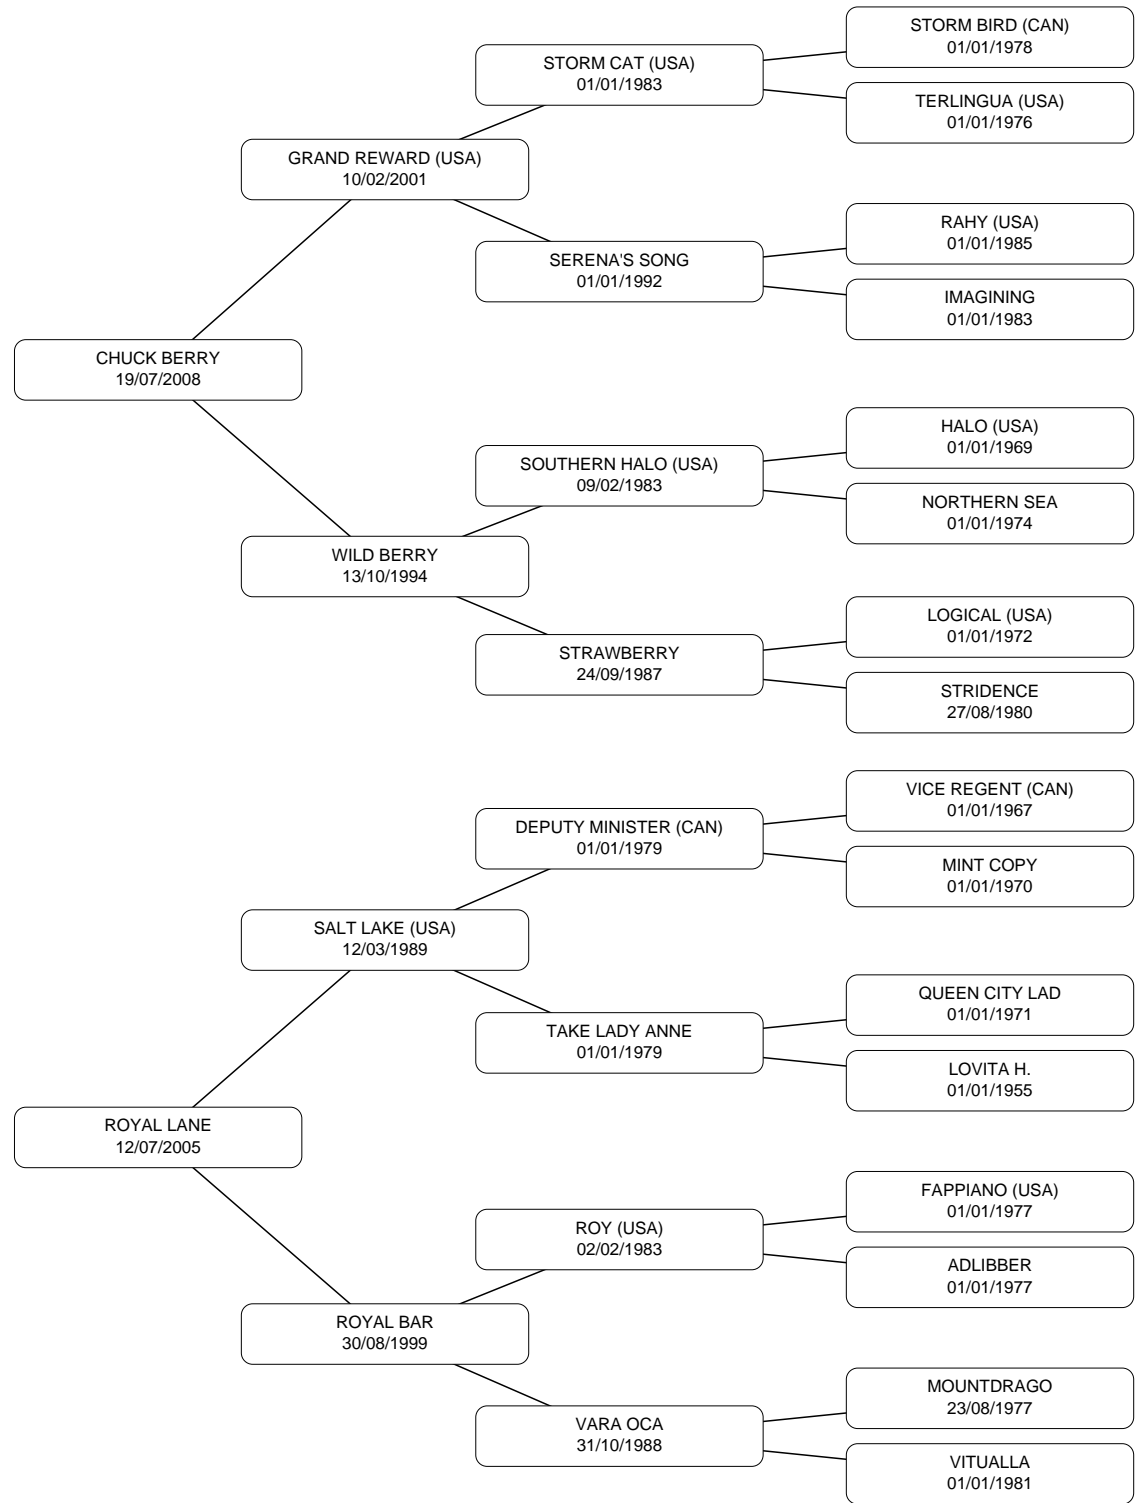 STORM BIRD (CAN)
01/01/1978
STORM CAT (USA)
01/01/1983
TERLINGUA (USA)
01/01/1976
GRAND REWARD (USA)
10/02/2001
RAHY (USA)
01/01/1985
SERENA'S SONG
01/01/1992
IMAGINING
01/01/1983
CHUCK BERRY
19/07/2008
HALO (USA)
01/01/1969
SOUTHERN HALO (USA)
09/02/1983
NORTHERN SEA
01/01/1974
WILD BERRY
13/10/1994
LOGICAL (USA)
01/01/1972
STRAWBERRY
24/09/1987
STRIDENCE
27/08/1980
VICE REGENT (CAN)
01/01/1967
DEPUTY MINISTER (CAN)
01/01/1979
MINT COPY
01/01/1970
SALT LAKE (USA)
12/03/1989
QUEEN CITY LAD
01/01/1971
TAKE LADY ANNE
01/01/1979
LOVITA H.
01/01/1955
ROYAL LANE
12/07/2005
FAPPIANO (USA)
01/01/1977
ROY (USA)
02/02/1983
ADLIBBER
01/01/1977
ROYAL BAR
30/08/1999
MOUNTDRAGO
23/08/1977
VARA OCA
31/10/1988
VITUALLA
01/01/1981